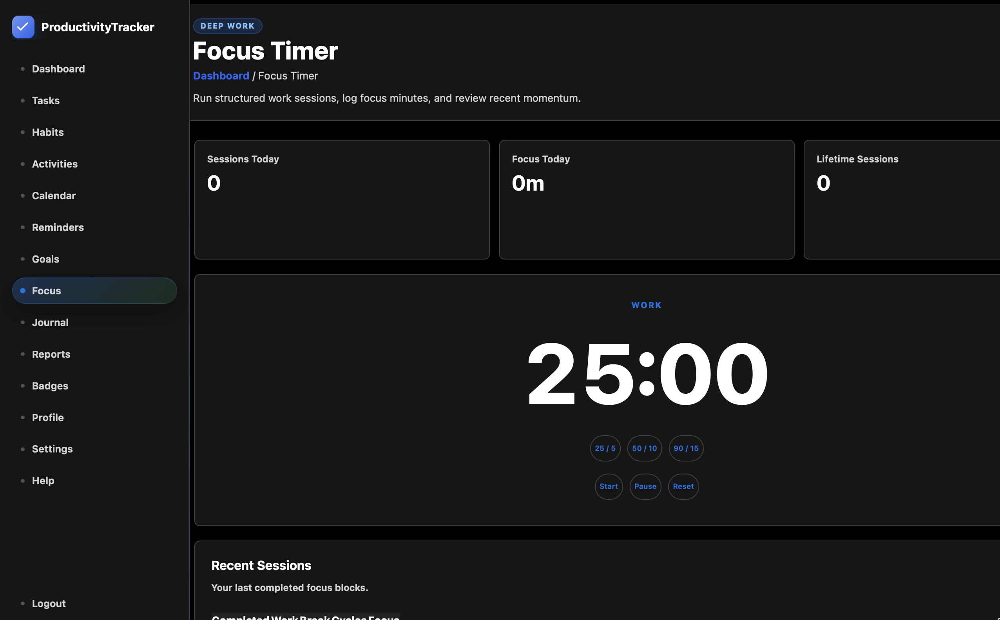 ProductivityTracker
Dashboard
Tasks
Habits
Activities
Calendar
Reminders
Goals
Focus
Journal
Reports
Badges
Profile
Settings
Help
Logout
DEEP WORK
Focus Timer
Dashboard / Focus Timer
Run structured work sessions, log focus minutes, and review recent momentum.
Sessions Today
0
Focus Today
0m
Lifetime Sessions
0
WORK
25:00
25 / 5 50 / 10 90 / 15
Start Pause Reset
Recent Sessions
Your last completed focus blocks.
Completed Work Break Cycles Focus